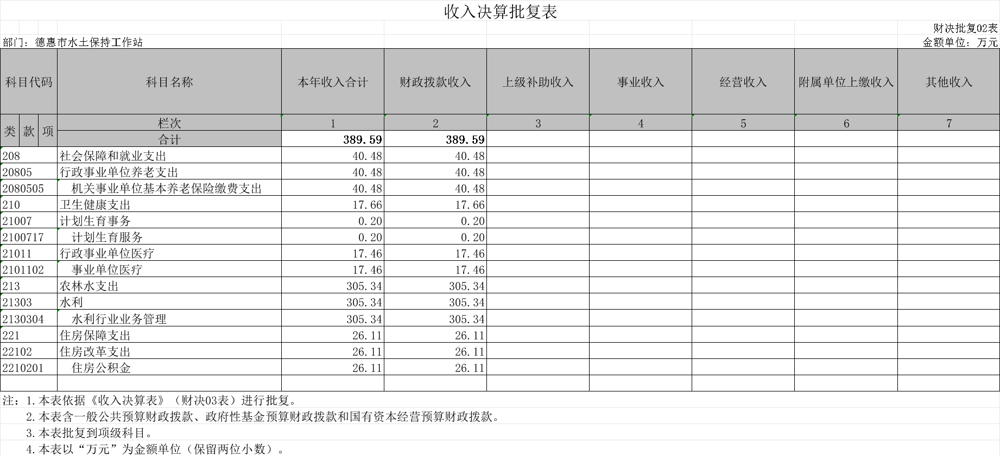 收入决算批复表
财决批复02表
部门：德惠市水土保持工作站 金额单位：万元
科目代码 科目名称 本年收入合计 财政拨款收入 上级补助收入 事业收入 经营收入 附属单位上缴收入 其他收入
类 款 项 栏次 1 2 3 4 5 6 7
合计 389.59 389.59
208 社会保障和就业支出 40.48 40.48
20805 行政事业单位养老支出 40.48 40.48
2080505 机关事业单位基本养老保险缴费支出 40.48 40.48
210 卫生健康支出 17.66 17.66
21007 计划生育事务 0.20 0.20
2100717 计划生育服务 0.20 0.20
21011 行政事业单位医疗 17.46 17.46
2101102 事业单位医疗 17.46 17.46
213 农林水支出 305.34 305.34
21303 水利 305.34 305.34
2130304 水利行业业务管理 305.34 305.34
221 住房保障支出 26.11 26.11
22102 住房改革支出 26.11 26.11
2210201 住房公积金 26.11 26.11
注：1.本表依据《收入决算表》（财决03表）进行批复。
2.本表含一般公共预算财政拨款、政府性基金预算财政拨款和国有资本经营预算财政拨款。
3.本表批复到项级科目。
4.本表以“万元”为金额单位（保留两位小数）。